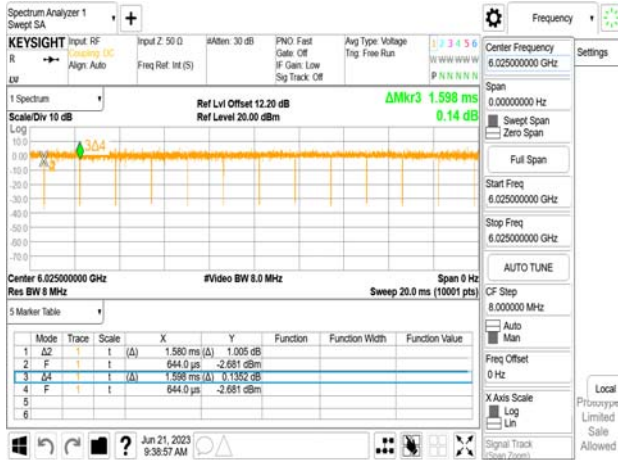 Spectrum Analyzer 1
Swept SA
Frequency
Settings
KEYSIGHT
Input: RF
Coupling: DC
Align: Auto
Input Z: 50 Ω
Freq Ref: Int (S)
#Atten: 30 dB
PNO: Fast
Gate: Off
IF Gain: Low
Sig Track: Off
Avg Type: Voltage
Trig: Free Run
1 2 3 4 5 6
W W W W W W
P N N N N N
R
1 Spectrum
Scale/Div 10 dB
Ref Lvl Offset 12.20 dB
Ref Level 20.00 dBm
ΔMkr3 1.598 ms
0.14 dB
Log
10.0
0.00
-10.0
-20.0
-30.0
-40.0
-50.0
-60.0
-70.0
3Δ4
Center 6.025000000 GHz
Res BW 8 MHz
#Video BW 8.0 MHz
Span 0 Hz
Sweep 20.0 ms (10001 pts)
5 Marker Table
Mode Trace Scale X Y Function Function Width Function Value
1 Δ2 1 t (Δ) 1.580 ms (Δ) 1.005 dB
2 F 1 t 644.0 µs -2.681 dBm
3 Δ4 1 t (Δ) 1.598 ms (Δ) 0.1352 dB
4 F 1 t 644.0 µs -2.681 dBm
5
6
Jun 21, 2023
9:38:57 AM
Center Frequency
6.025000000 GHz
Span
0.00000000 Hz
Swept Span
Zero Span
Full Span
Start Freq
6.025000000 GHz
Stop Freq
6.025000000 GHz
AUTO TUNE
CF Step
8.000000 MHz
Auto
Man
Freq Offset
0 Hz
X Axis Scale
Log
Lin
Signal Track
(Span Zoom)
Local
Prototype
Limited
Sale
Allowed